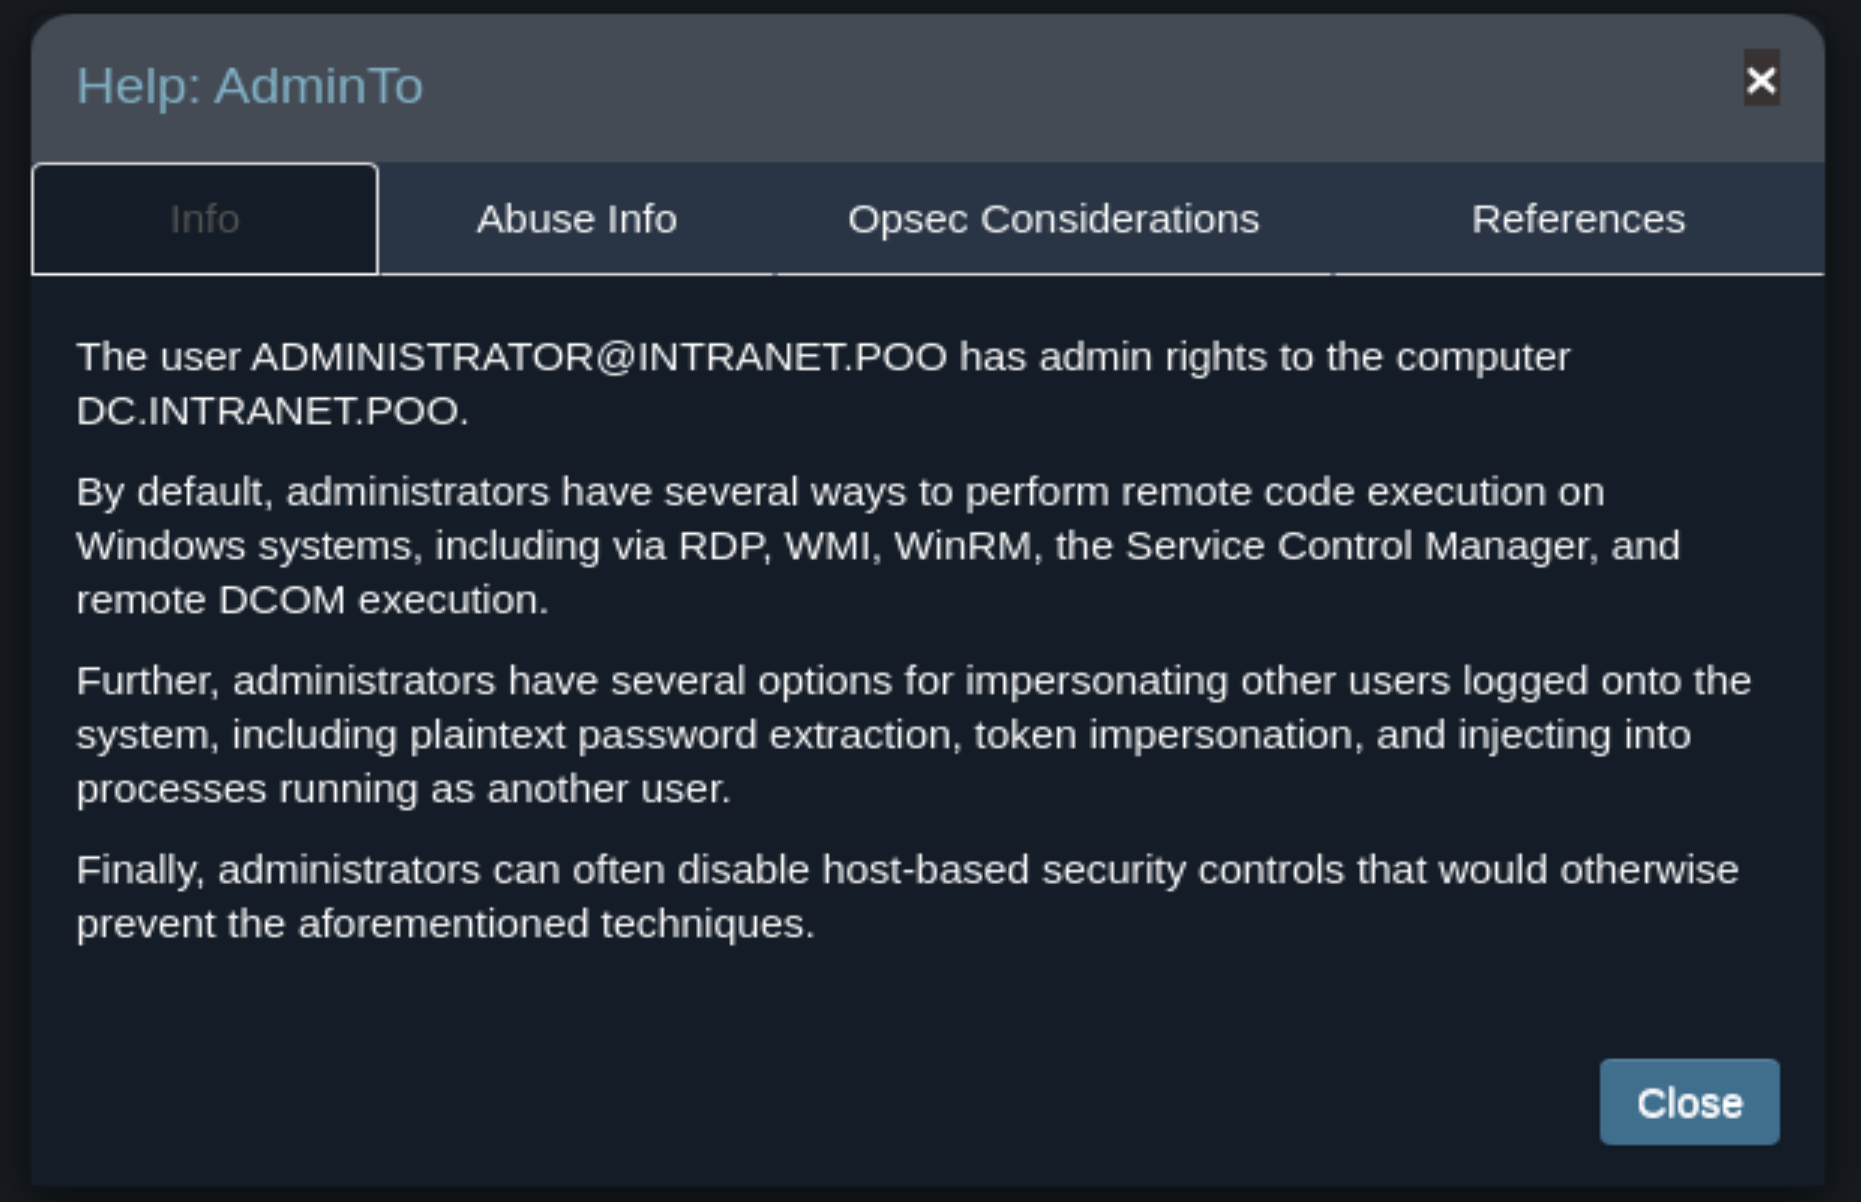 Help: AdminTo
×
Info
Abuse Info
Opsec Considerations
References
The user ADMINISTRATOR@INTRANET.POO has admin rights to the computer
DC.INTRANET.POO.
By default, administrators have several ways to perform remote code execution on
Windows systems, including via RDP, WMI, WinRM, the Service Control Manager, and
remote DCOM execution.
Further, administrators have several options for impersonating other users logged onto the
system, including plaintext password extraction, token impersonation, and injecting into
processes running as another user.
Finally, administrators can often disable host-based security controls that would otherwise
prevent the aforementioned techniques.
Close